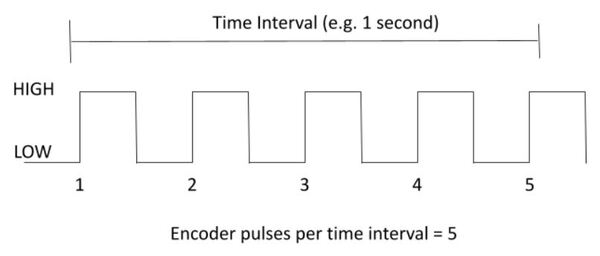 Time Interval (e.g. 1 second)
HIGH
LOW
1 2 3 4 5
Encoder pulses per time interval = 5